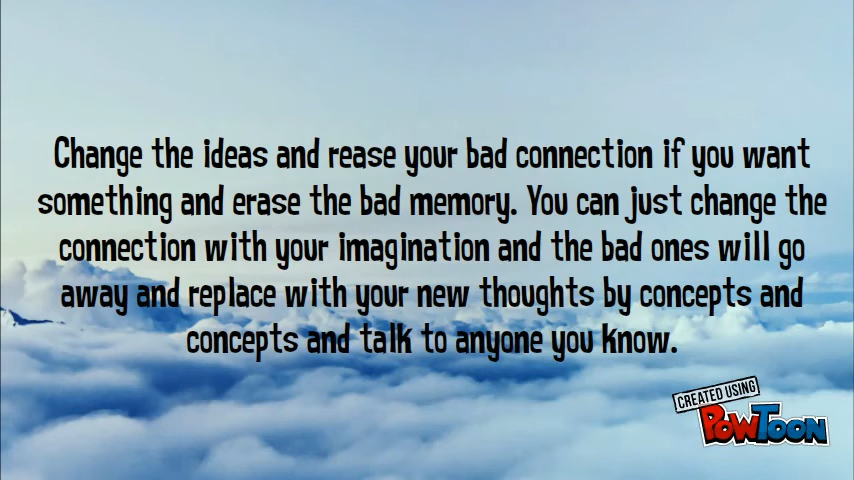 Change the ideas and rease your bad connection if you want
something and erase the bad memory. You can just change the
connection with your imagination and the bad ones will go
away and replace with your new thoughts by concepts and
concepts and talk to anyone you know.
CREATED USING
POWTOON